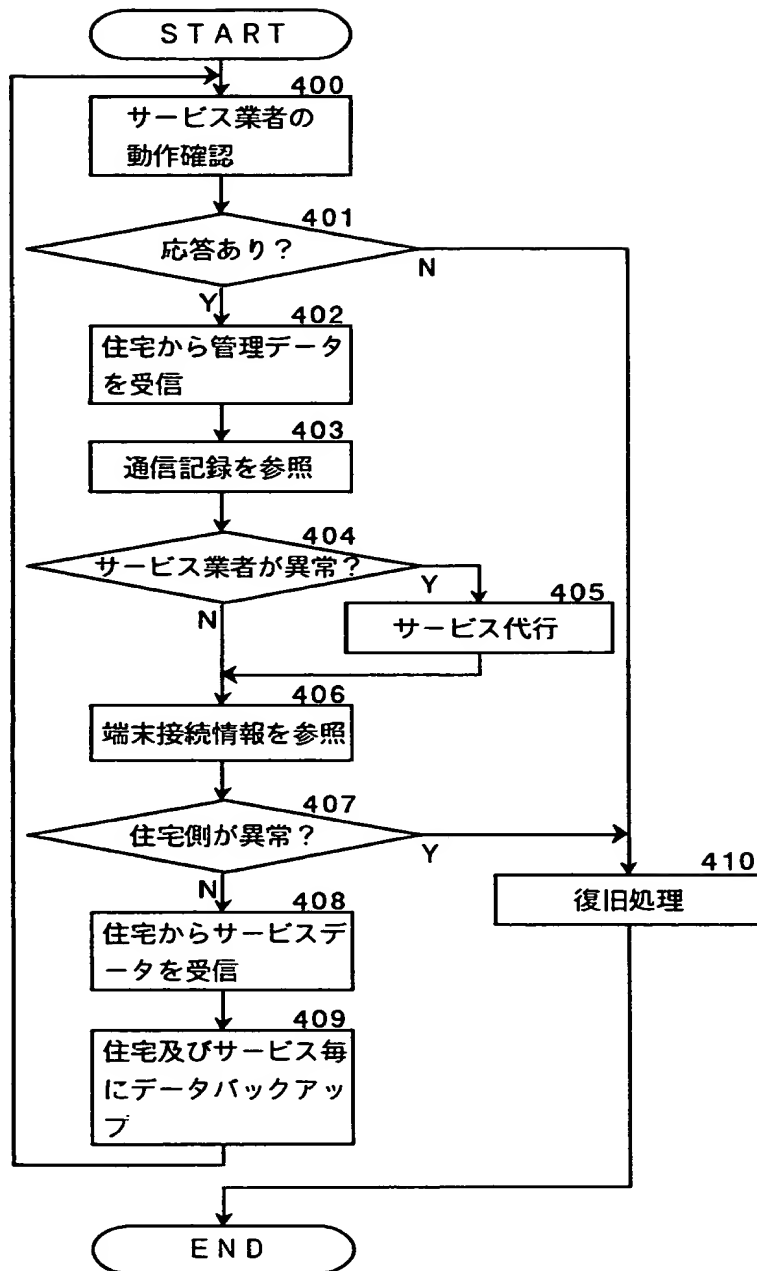 START
400
サービス業者の
動作確認
401
応答あり?
N
Y
402
住宅から管理データ
を受信
403
通信記録を参照
404
サービス業者が異常?
Y
N
405
サービス代行
406
端末接続情報を参照
407
住宅側が異常?
Y
N
410
復旧処理
408
住宅からサービスデ
ータを受信
409
住宅及びサービス毎
にデータバックアッ
プ
END